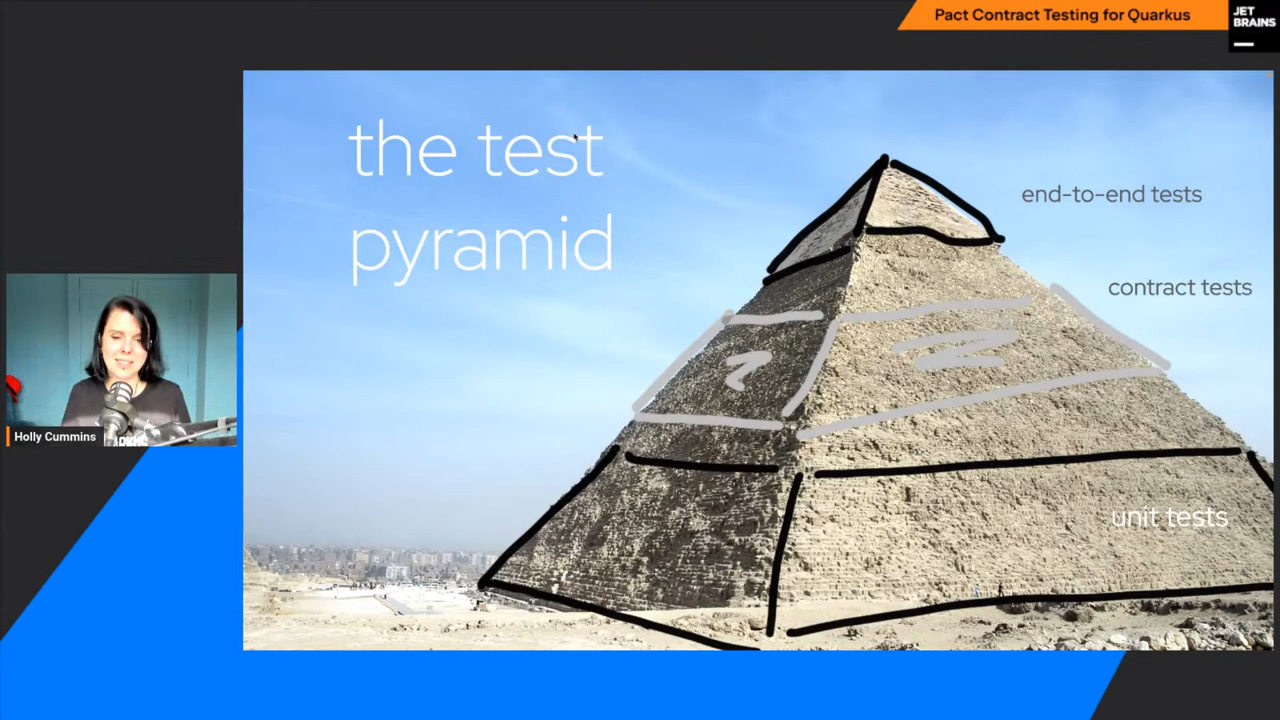 Pact Contract Testing for Quarkus
JET
BRAINS
the test
pyramid
end-to-end tests
contract tests
unit tests
Holly Cummins